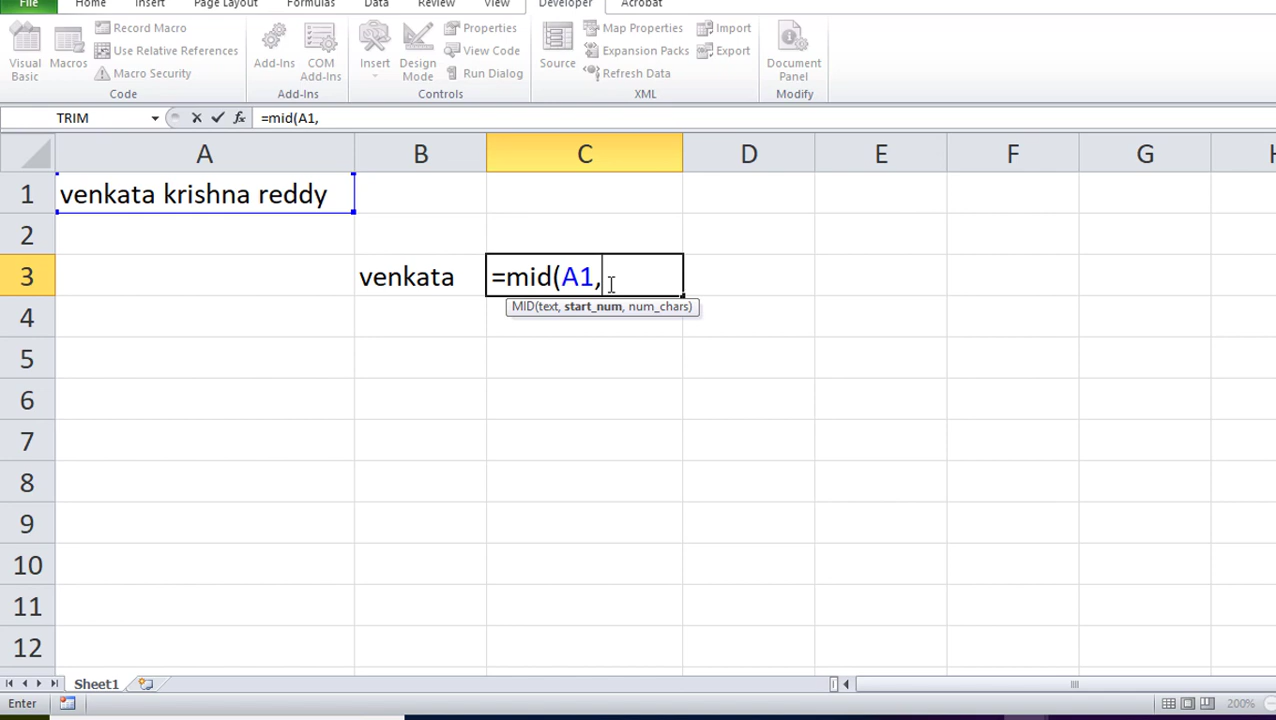 File Home Insert Page Layout Formulas Data Review View Developer Acrobat
Record Macro Properties Map Properties Import
Use Relative References View Code Expansion Packs Export
Macro Security Run Dialog Refresh Data
Visual Basic Macros Add-Ins COM Add-Ins Insert Design Mode Source Document Panel
Code Add-Ins Controls XML Modify
TRIM =mid(A1,
A B C D E F G H
1 venkata krishna reddy
2
3 venkata =mid(A1,
MID(text, start_num, num_chars)
4
5
6
7
8
9
10
11
12
Sheet1
Enter 200%